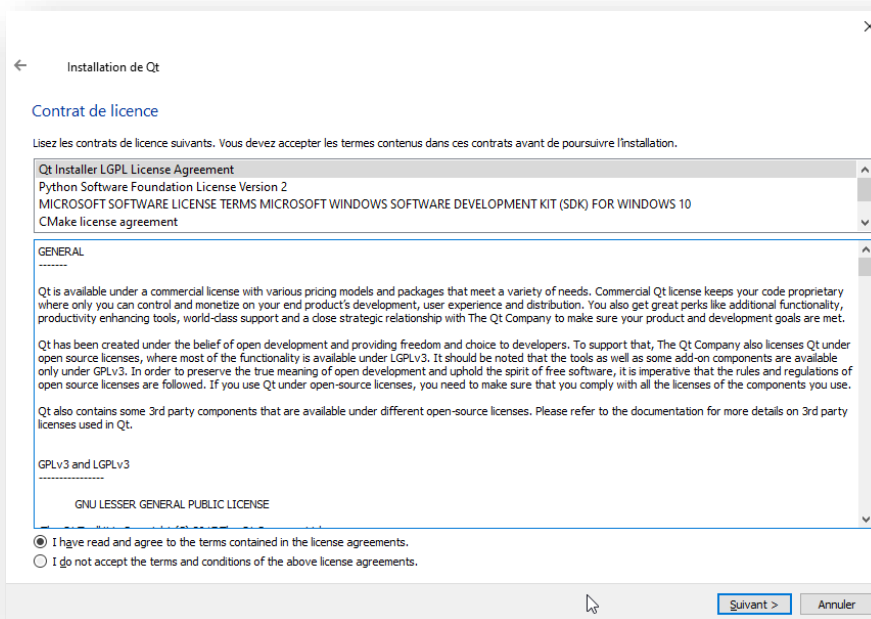 Installation de Qt
Contrat de licence
Lisez les contrats de licence suivants. Vous devez accepter les termes contenus dans ces contrats avant de poursuivre l'installation.
Qt Installer LGPL License Agreement
Python Software Foundation License Version 2
MICROSOFT SOFTWARE LICENSE TERMS MICROSOFT WINDOWS SOFTWARE DEVELOPMENT KIT (SDK) FOR WINDOWS 10
CMake license agreement
GENERAL
-------
Qt is available under a commercial license with various pricing models and packages that meet a variety of needs. Commercial Qt license keeps your code proprietary
where only you can control and monetize on your end product's development, user experience and distribution. You also get great perks like additional functionality,
productivity enhancing tools, world-class support and a close strategic relationship with The Qt Company to make sure your product and development goals are met.
Qt has been created under the belief of open development and providing freedom and choice to developers. To support that, The Qt Company also licenses Qt under
open source licenses, where most of the functionality is available under LGPLv3. It should be noted that the tools as well as some add-on components are available
only under GPLv3. In order to preserve the true meaning of open development and uphold the spirit of free software, it is imperative that the rules and regulations of
open source licenses are followed. If you use Qt under open-source licenses, you need to make sure that you comply with all the licenses of the components you use.
Qt also contains some 3rd party components that are available under different open-source licenses. Please refer to the documentation for more details on 3rd party
licenses used in Qt.
GPLv3 and LGPLv3
----------------
GNU LESSER GENERAL PUBLIC LICENSE
I have read and agree to the terms contained in the license agreements.
I do not accept the terms and conditions of the above license agreements.
Suivant >
Annuler